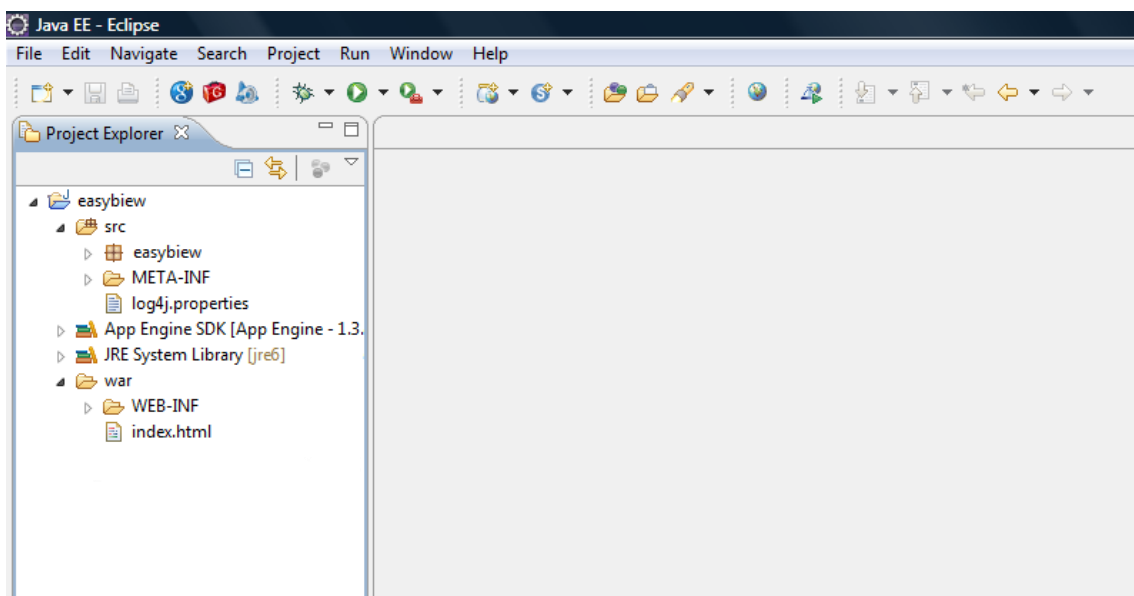 Java EE - Eclipse
File Edit Navigate Search Project Run Window Help
Project Explorer
easybiew
src
easybiew
META-INF
log4j.properties
App Engine SDK [App Engine - 1.3.
JRE System Library [jre6]
war
WEB-INF
index.html